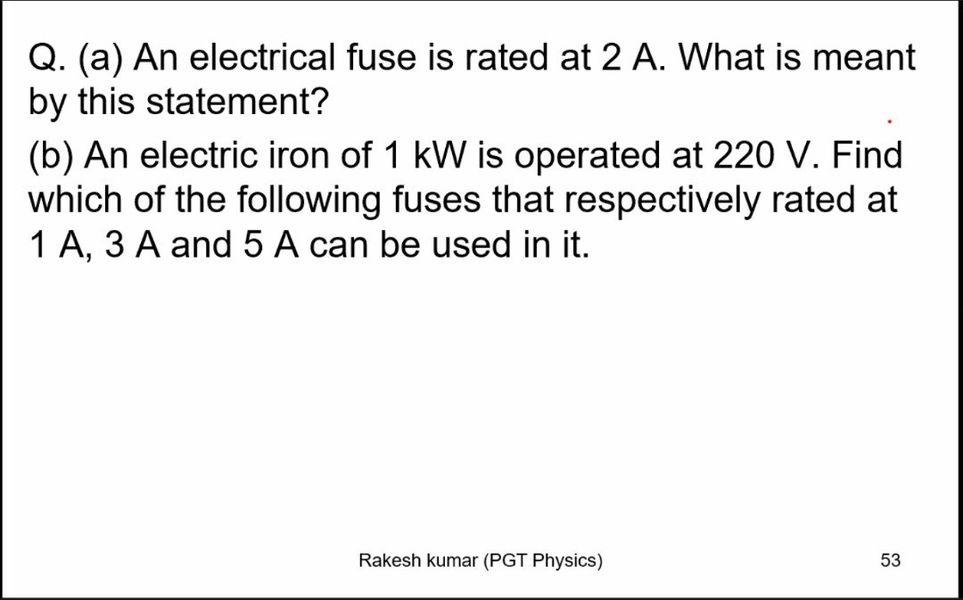 Q. (a) An electrical fuse is rated at 2 A. What is meant
by this statement?
(b) An electric iron of 1 kW is operated at 220 V. Find
which of the following fuses that respectively rated at
1 A, 3 A and 5 A can be used in it.
Rakesh kumar (PGT Physics)
53